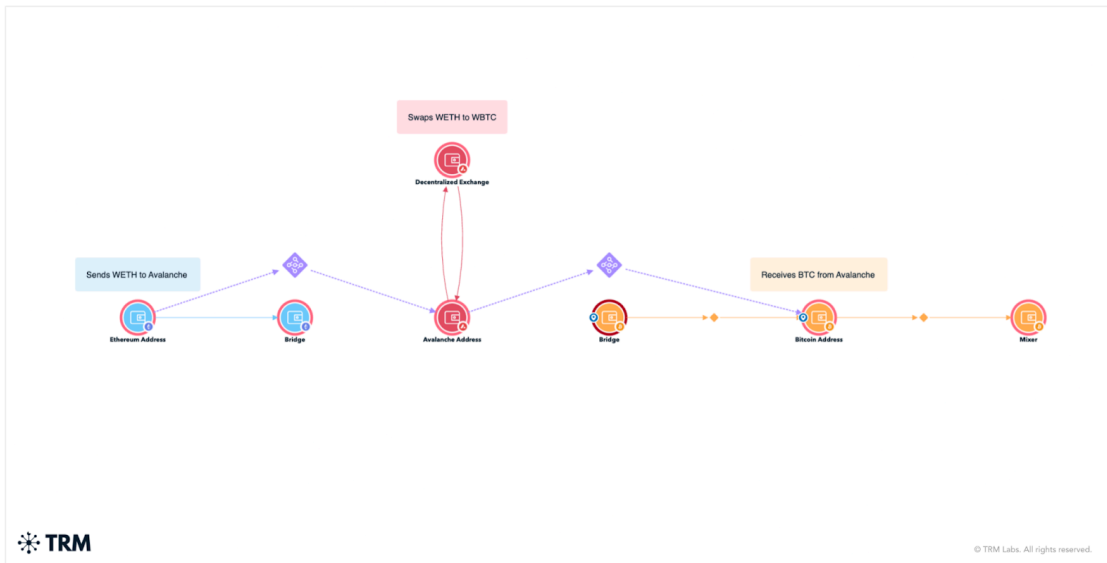 Swaps WETH to WBTC
Decentralized Exchange
Sends WETH to Avalanche
Receives BTC from Avalanche
Ethereum Address
Bridge
Avalanche Address
Bridge
Bitcoin Address
Mixer
TRM
© TRM Labs. All rights reserved.